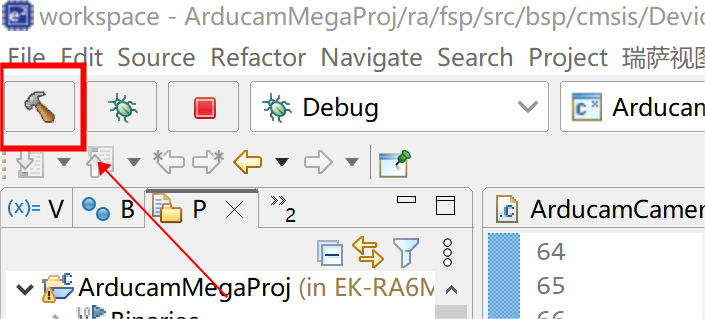 workspace - ArducamMegaProj/ra/fsp/src/bsp/cmsis/Devic
File Edit Source Refactor Navigate Search Project 瑞萨视图
Debug
Arducam
(x)= V
B
P
2
ArducamCamer
64
ArducamMegaProj (in EK-RA6M
65
Binaries
66